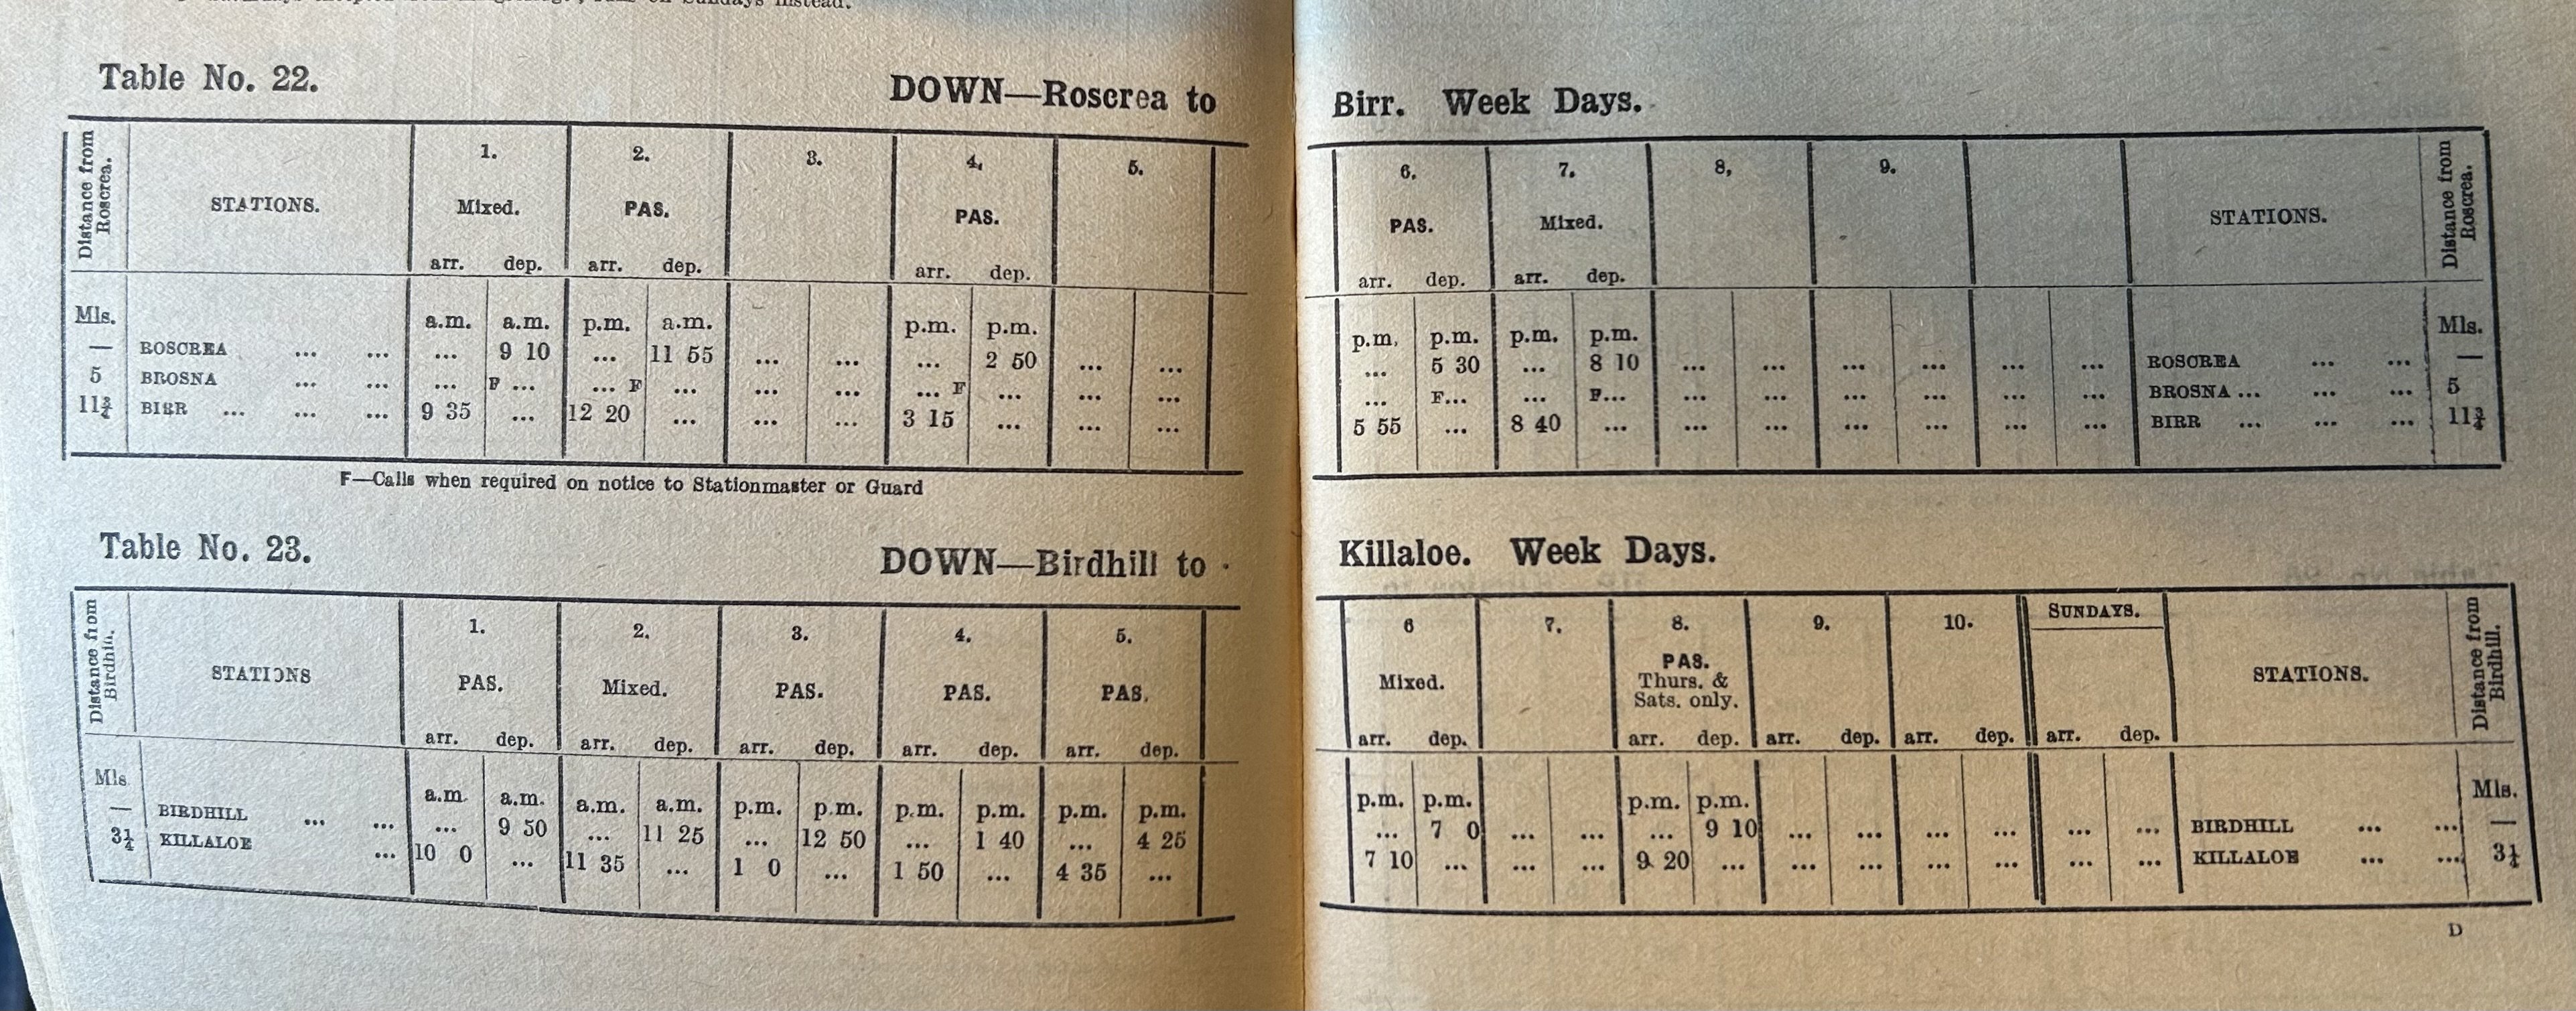 Sundays instead.
Table No. 22. DOWN—Roscrea to Birr. Week Days.
Distance from Roscrea. STATIONS. 1. Mixed. arr. dep. 2. PAS. arr. dep. 3. 4. PAS. arr. dep. 5. 6. PAS. arr. dep. 7. Mixed. arr. dep. 8, 9. STATIONS. Distance from Roscrea.
Mls. a.m. a.m. p.m. a.m. p.m. p.m. p.m. p.m. p.m. p.m. Mls.
— ROSCREA ... ... ... 9 10 ... 11 55 ... ... ... 2 50 ... ... ... 5 30 ... 8 10 ... ... ... ... ... ... ROSCREA ... ... —
5 BROSNA ... ... ... F ... ... F ... ... ... ... F ... ... ... ... F... ... F... ... ... ... ... ... ... BROSNA ... ... ... 5
11¾ BIRR ... ... ... 9 35 ... 12 20 ... ... ... 3 15 ... ... ... 5 55 ... 8 40 ... ... ... ... ... ... ... BIRR ... ... ... 11¾
F—Calls when required on notice to Stationmaster or Guard
Table No. 23. DOWN—Birdhill to Killaloe. Week Days.
Distance from Birdhill. STATIONS 1. PAS. arr. dep. 2. Mixed. arr. dep. 3. PAS. arr. dep. 4. PAS. arr. dep. 5. PAS. arr. dep. 6 Mixed. arr. dep. 7. 8. PAS. Thurs. & Sats. only. arr. dep. 9. arr. dep. 10. arr. dep. SUNDAYS. arr. dep. STATIONS. Distance from Birdhill.
Mls a.m. a.m. a.m. a.m. p.m. p.m. p.m. p.m. p.m. p.m. p.m. p.m. p.m. p.m. Mls.
— BIRDHILL ... ... ... 9 50 ... 11 25 ... 12 50 ... 1 40 ... 4 25 ... 7 0 ... ... ... 9 10 ... ... ... ... ... ... BIRDHILL ... ... —
3¼ KILLALOE ... 10 0 ... 11 35 ... 1 0 ... 1 50 ... 4 35 ... 7 10 ... ... ... 9 20 ... ... ... ... ... ... ... KILLALOE ... ... 3¼
D